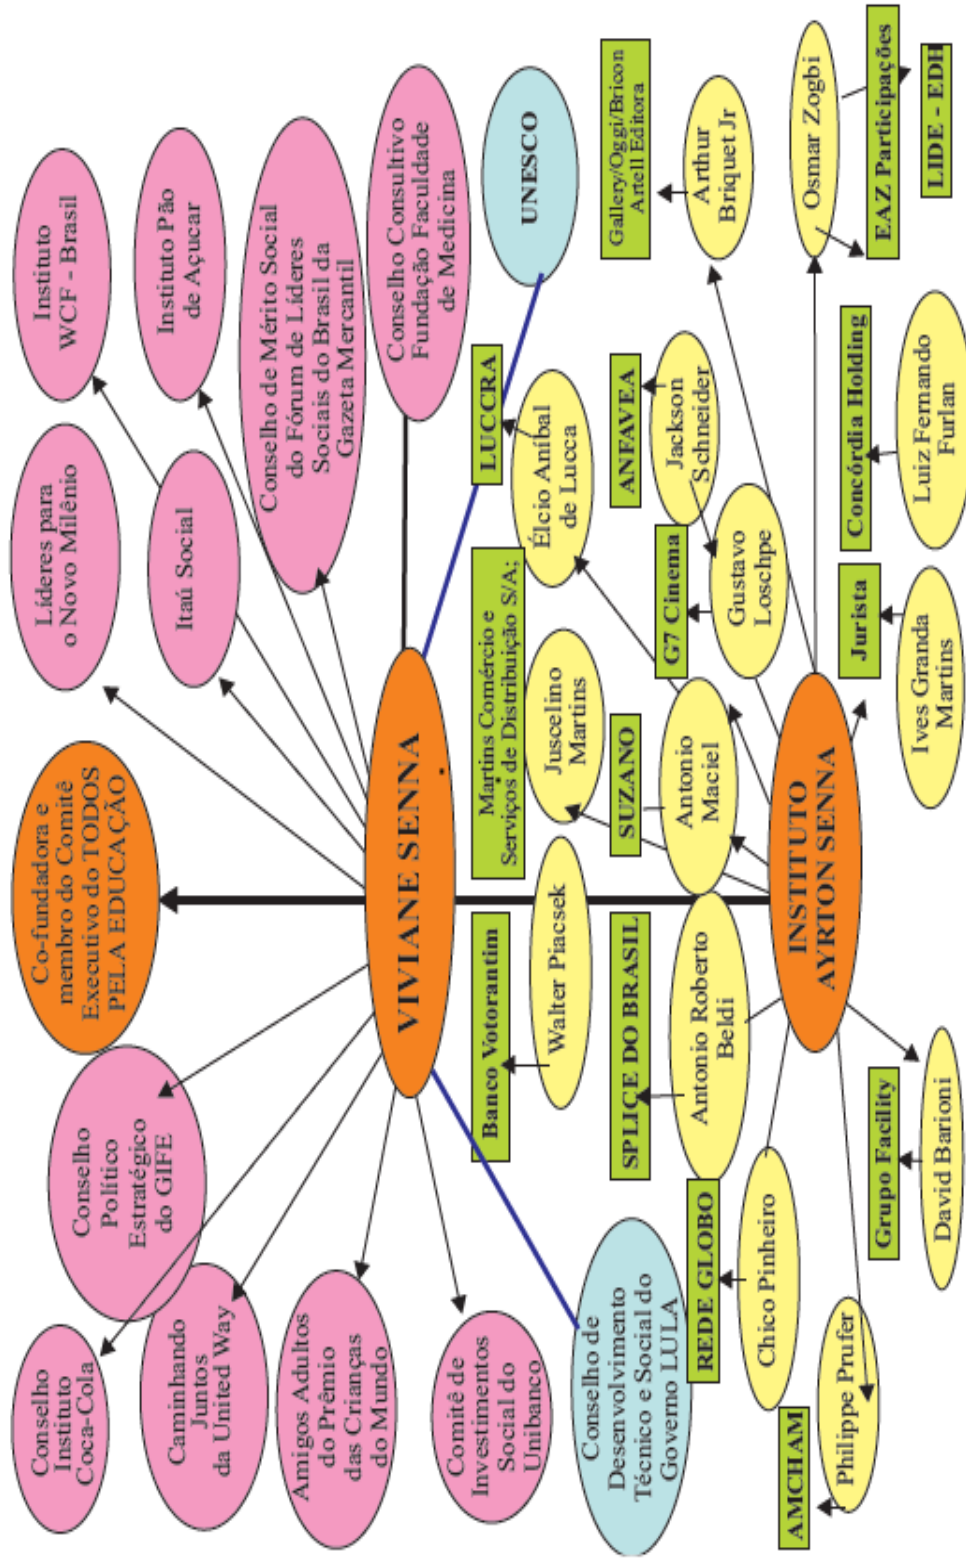 Conselho
Instituto
Coca-Cola
Conselho
Político
Estratégico
do GIFE
Co-fundadora e
membro do Comitê
Executivo do TODOS
PELA EDUCAÇÃO
Líderes para
o Novo Milênio
Instituto
WCF - Brasil
Caminhando
Juntos
da United Way
Itaú Social
Instituto Pão
de Açucar
Amigos Adultos
do Prêmio
das Crianças
do Mundo
Conselho de Mérito Social
do Fórum de Líderes
Sociais do Brasil da
Gazeta Mercantil
Comitê de
Investimentos
Social do
Unibanco
VIVIANE SENNA
Conselho Consultivo
Fundação Faculdade
de Medicina
Conselho de
Desenvolvimento
Técnico e Social do
Governo LULA
Banco Votorantim
Walter Piacsek
Martins Comércio e
Serviços de Distribuição S/A;
Juscelino
Martins
LUCCRA
Élcio Aníbal
de Lucca
UNESCO
REDE GLOBO
Chico Pinheiro
SPLICE DO BRASIL
Antonio Roberto
Beldi
SUZANO
Antonio
Maciel
G7 Cinema
Gustavo
Loschpe
ANFAVEA
Jackson
Schneider
Gallery/Oggi/Bricon
Artell Editora
Arthur
Briquet Jr
AMCHAM
Philippe Prufer
INSTITUTO
AYRTON SENNA
Osmar Zogbi
Grupo Facility
David Barioni
Jurista
Ives Granda
Martins
Concórdia Holding
Luiz Fernando
Furlan
EAZ Participações
LIDE - EDH